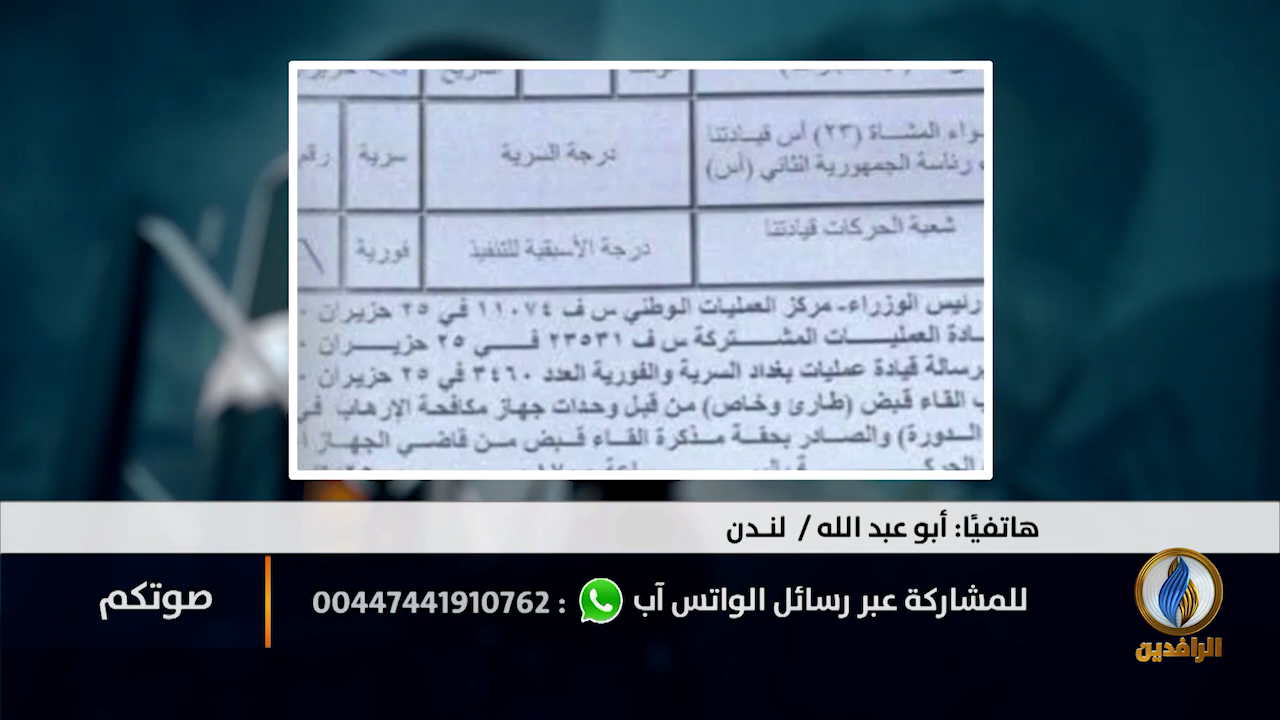 درجة السرية
سرية
رقم
واء المشاة (٢٣) أس قيادتنا
رئاسة الجمهورية الثاني (أس)
شعبة الحركات قيادتنا
درجة الأسبقية للتنفيذ
فورية
رئيس الوزراء- مركز العمليات الوطني س ف ١١٠٧٤ في ٢٥ حزيران
ادة العمليات المشتركة س ف ٢٣٥٣١ في ٢٥ حزيران
رسالة قيادة عمليات بغداد السرية والفورية العدد ٣٤٦٠ في ٢٥ حزيران
القاء قبض (طارئ وخاص) من قبل وحدات جهاز مكافحة الإرهاب في
الدورة) والصادر بحقة مذكرة القاء قبض من قاضي الجهاز
هاتفيًا: أبو عبد الله / لندن
للمشاركة عبر رسائل الواتس آب : 00447441910762
صوتكم
الرافدين